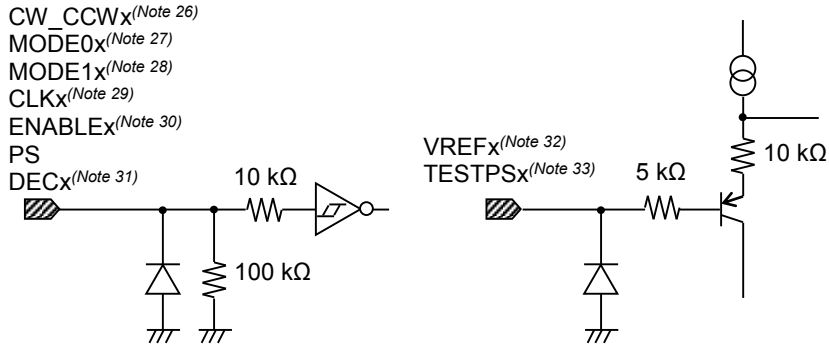 CW_CCWx(Note 26)
MODE0x(Note 27)
MODE1x(Note 28)
CLKx(Note 29)
ENABLEx(Note 30)
PS
DECx(Note 31)
10 kΩ
100 kΩ
VREFx(Note 32)
TESTPSx(Note 33)
5 kΩ
10 kΩ